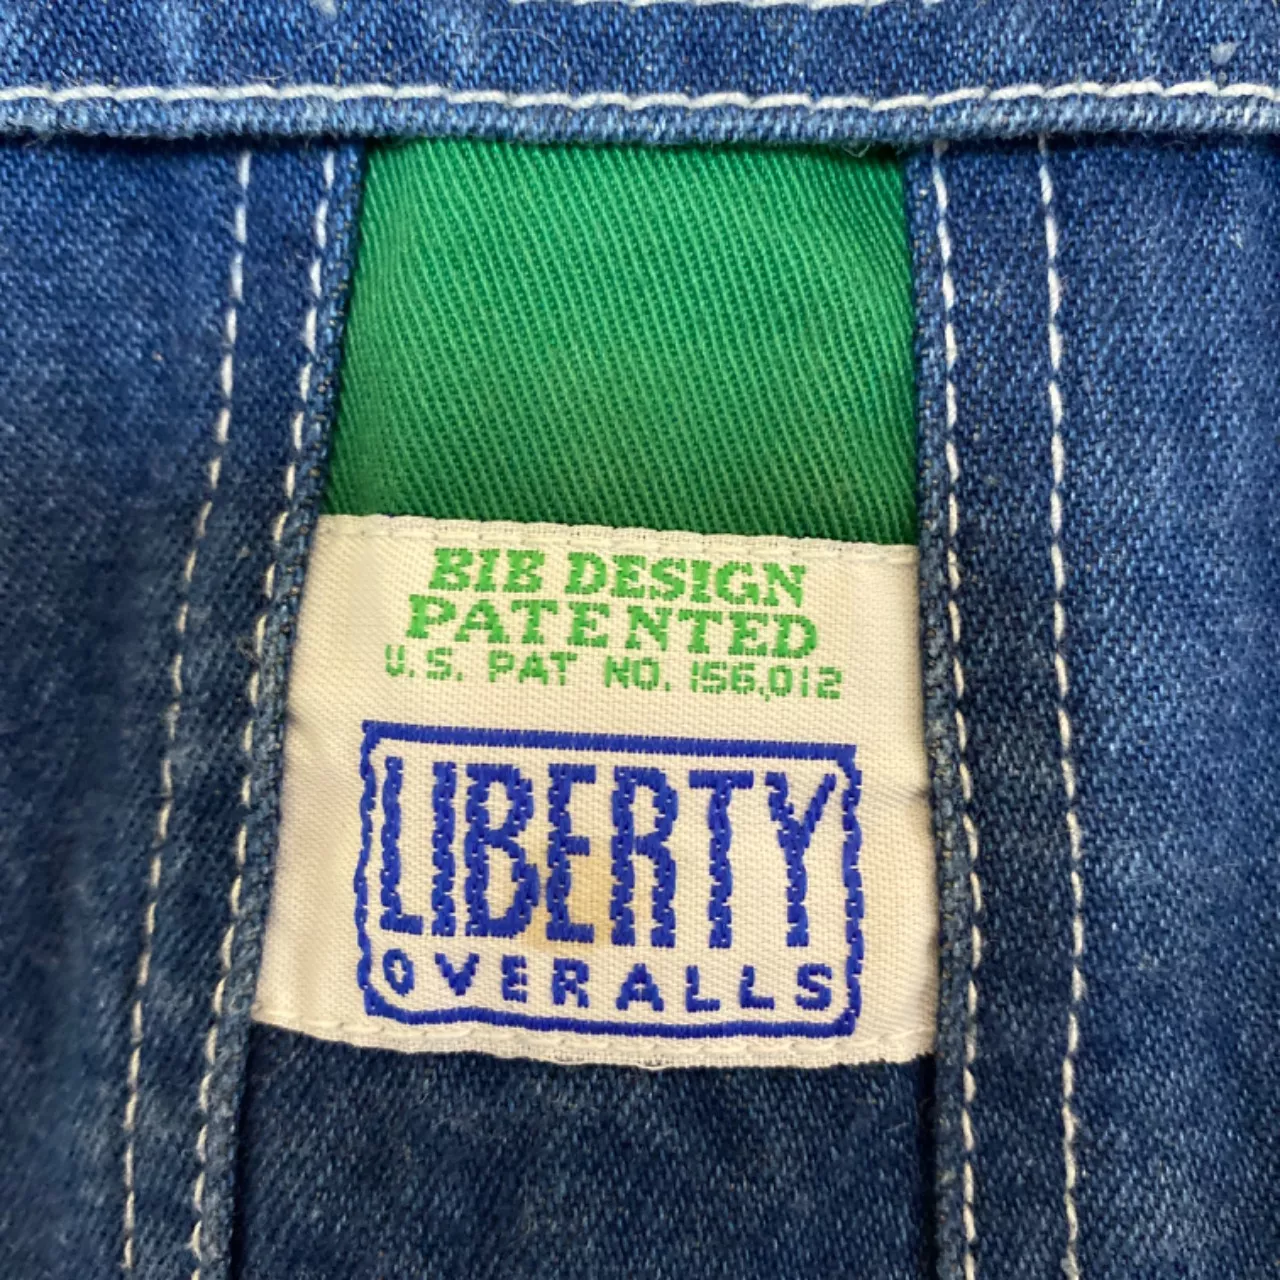 BIB DESIGN
PATENTED
U.S. PAT NO. 156,012
LIBERTY
OVERALLS